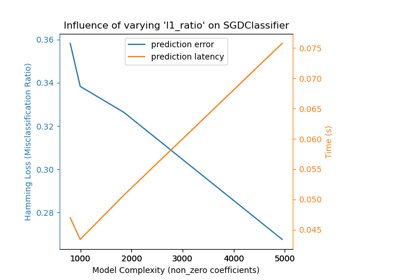 Influence of varying 'l1_ratio' on SGDClassifier
prediction error
prediction latency
Hamming Loss (Misclassification Ratio)
0.36
0.34
0.32
0.30
0.28
0.075
0.070
0.065
0.060
0.055
0.050
0.045
Time (s)
1000 2000 3000 4000 5000
Model Complexity (non_zero coefficients)